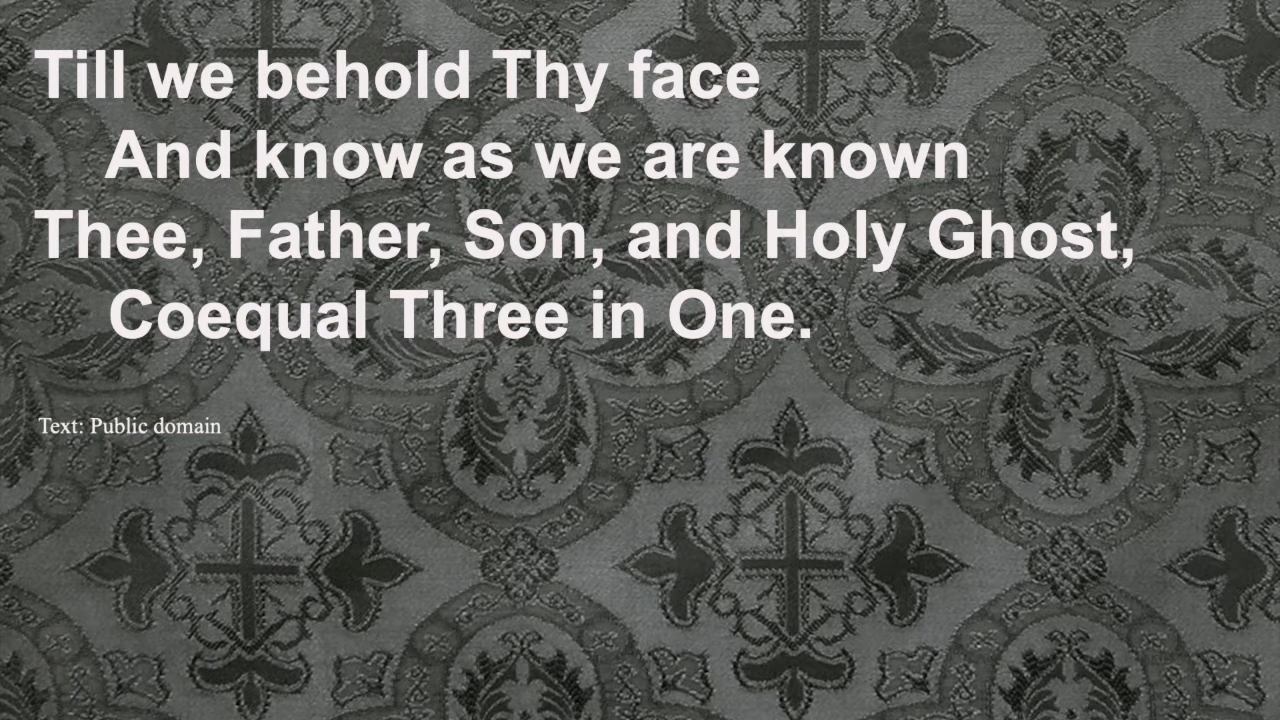 Till we behold Thy face
And know as we are known
Thee, Father, Son, and Holy Ghost,
Coequal Three in One.
Text: Public domain